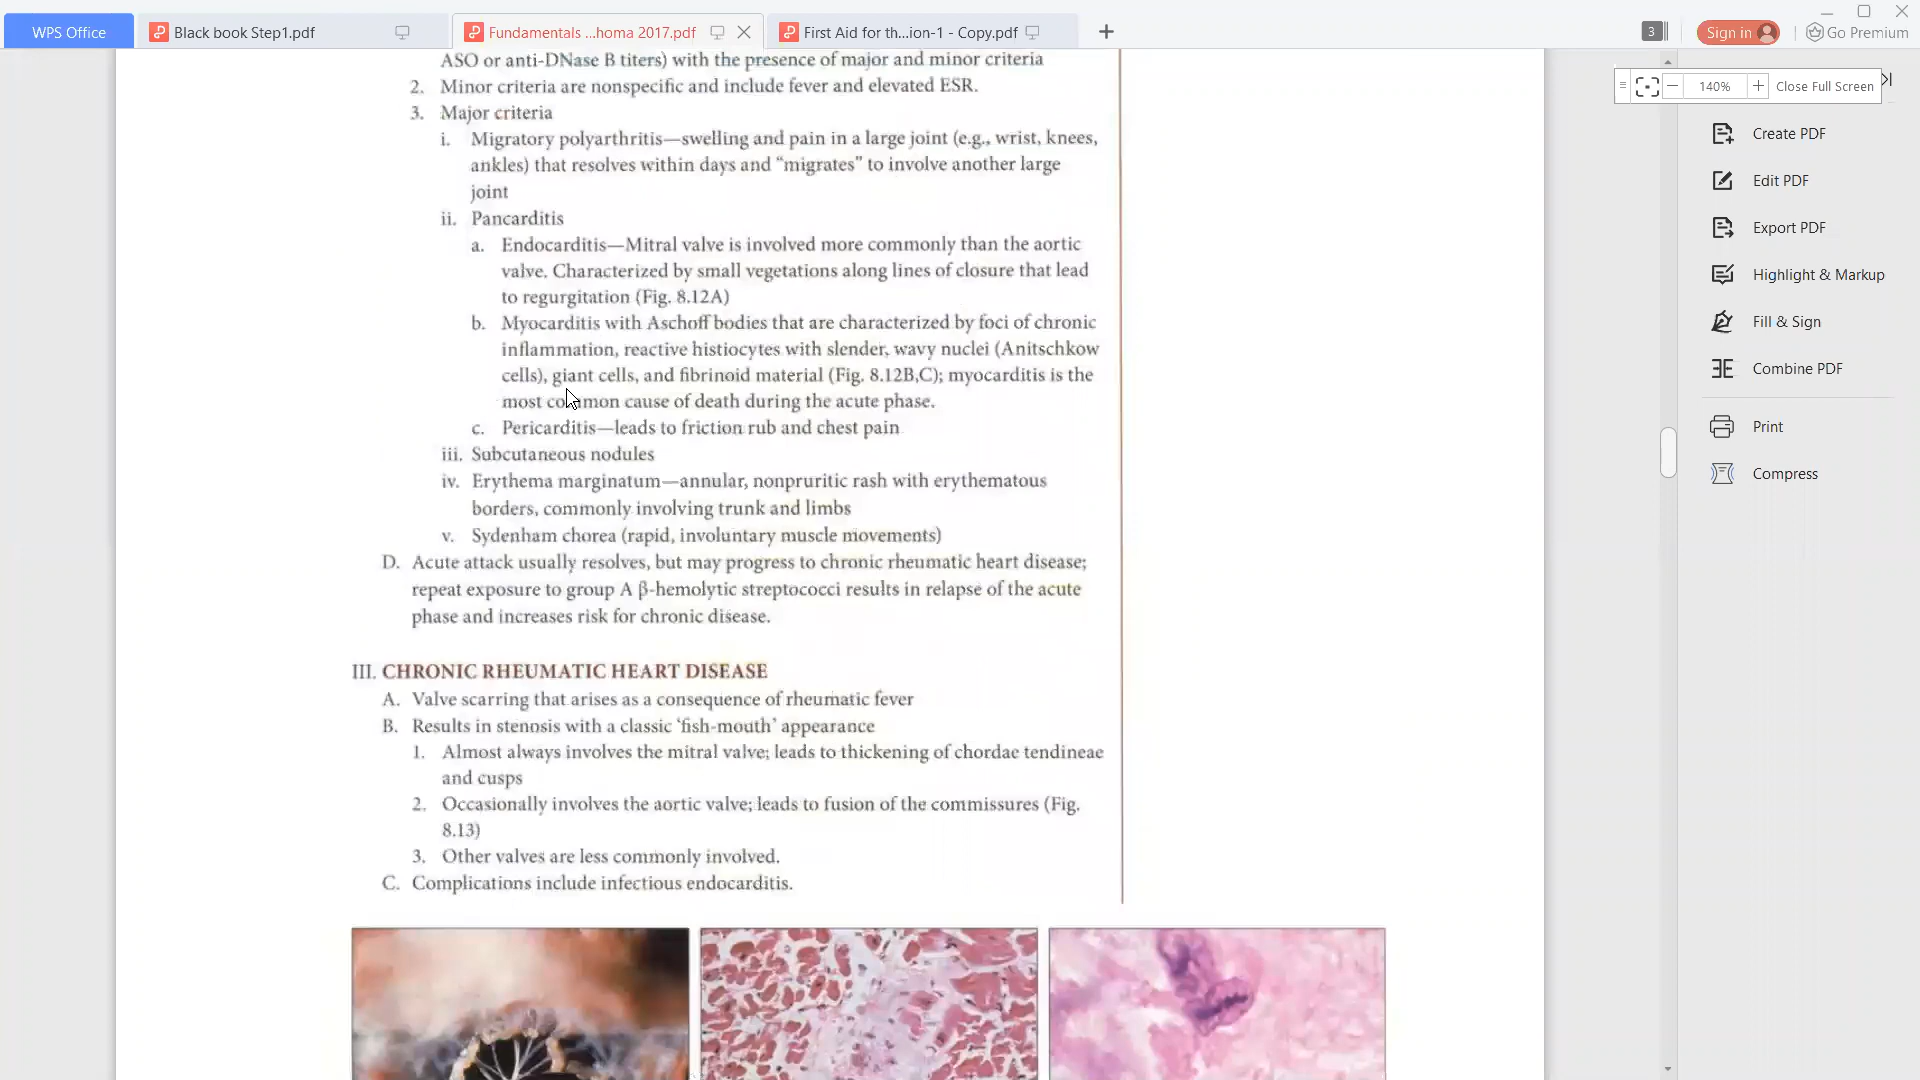 WPS Office
Black book Step1.pdf
Fundamentals ...homa 2017.pdf
First Aid for th...ion-1 - Copy.pdf
3
Sign in
Go Premium
140%
Close Full Screen
Create PDF
Edit PDF
Export PDF
Highlight & Markup
Fill & Sign
Combine PDF
Print
Compress
ASO or anti-DNase B titers) with the presence of major and minor criteria
2. Minor criteria are nonspecific and include fever and elevated ESR.
3. Major criteria
i. Migratory polyarthritis—swelling and pain in a large joint (e.g., wrist, knees,
ankles) that resolves within days and “migrates” to involve another large
joint
ii. Pancarditis
a. Endocarditis—Mitral valve is involved more commonly than the aortic
valve. Characterized by small vegetations along lines of closure that lead
to regurgitation (Fig. 8.12A)
b. Myocarditis with Aschoff bodies that are characterized by foci of chronic
inflammation, reactive histiocytes with slender, wavy nuclei (Anitschkow
cells), giant cells, and fibrinoid material (Fig. 8.12B,C); myocarditis is the
most common cause of death during the acute phase.
c. Pericarditis—leads to friction rub and chest pain
iii. Subcutaneous nodules
iv. Erythema marginatum—annular, nonpruritic rash with erythematous
borders, commonly involving trunk and limbs
v. Sydenham chorea (rapid, involuntary muscle movements)
D. Acute attack usually resolves, but may progress to chronic rheumatic heart disease;
repeat exposure to group A β-hemolytic streptococci results in relapse of the acute
phase and increases risk for chronic disease.
III. CHRONIC RHEUMATIC HEART DISEASE
A. Valve scarring that arises as a consequence of rheumatic fever
B. Results in stenosis with a classic ‘fish-mouth’ appearance
1. Almost always involves the mitral valve; leads to thickening of chordae tendineae
and cusps
2. Occasionally involves the aortic valve; leads to fusion of the commissures (Fig.
8.13)
3. Other valves are less commonly involved.
C. Complications include infectious endocarditis.